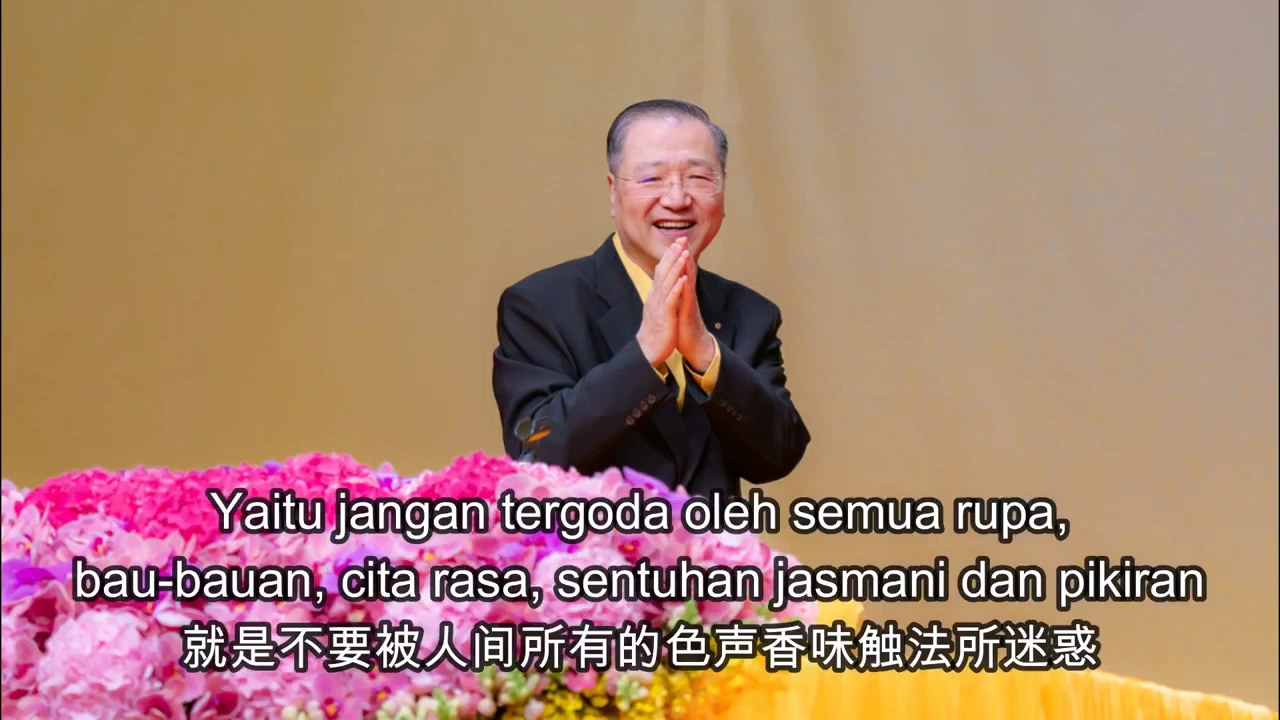 Yaitu jangan tergoda oleh semua rupa,
bau-bauan, cita rasa, sentuhan jasmani dan pikiran
就是不要被人间所有的色声香味触法所迷惑